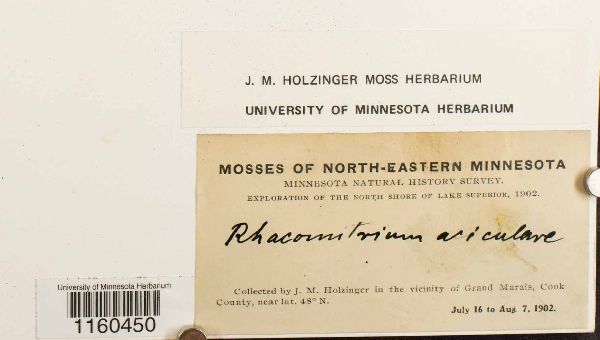 J. M. HOLZINGER MOSS HERBARIUM
UNIVERSITY OF MINNESOTA HERBARIUM
MOSSES OF NORTH-EASTERN MINNESOTA
MINNESOTA NATURAL HISTORY SURVEY.
EXPLORATION OF THE NORTH SHORE OF LAKE SUPERIOR, 1902.
Rhacomitrium aciculare
Collected by J. M. Holzinger in the vicinity of Grand Marais, Cook
County, near lat. 48° N.
July 16 to Aug. 7, 1902.
University of Minnesota Herbarium
1160450